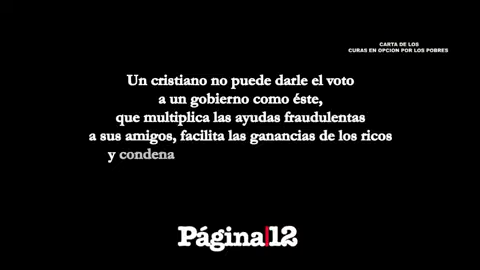 CARTA DE LOS
CURAS EN OPCION POR LOS POBRES
Un cristiano no puede darle el voto
a un gobierno como éste,
que multiplica las ayudas fraudulentas
a sus amigos, facilita las ganancias de los ricos
y condena
Página|12